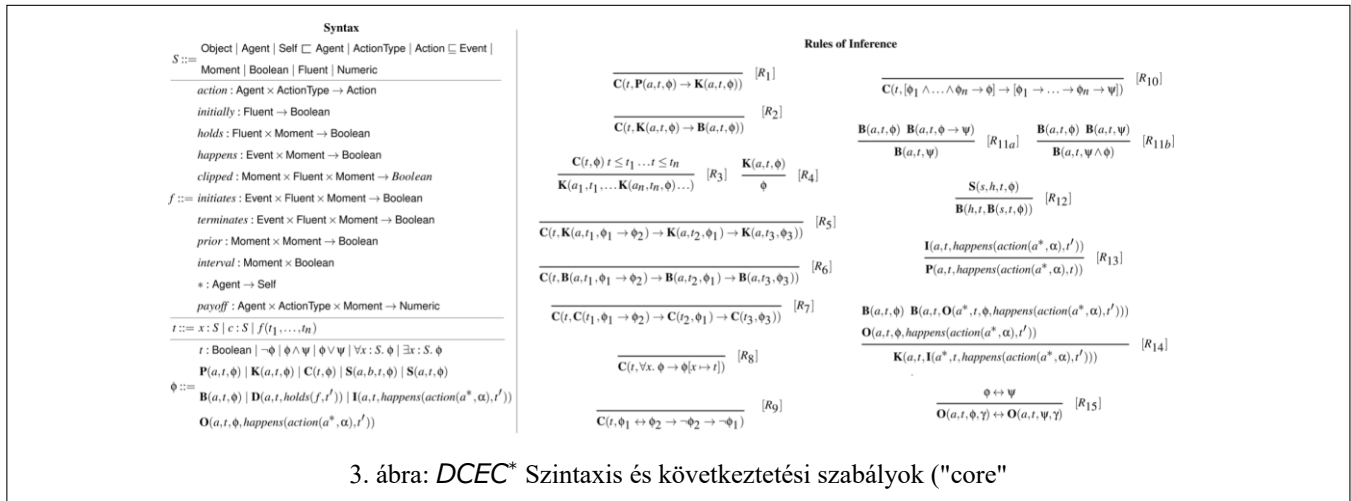 Syntax
S ::= Object | Agent | Self ⊏ Agent | ActionType | Action ⊑ Event |
Moment | Boolean | Fluent | Numeric
action : Agent × ActionType → Action
initially : Fluent → Boolean
holds : Fluent × Moment → Boolean
happens : Event × Moment → Boolean
clipped : Moment × Fluent × Moment → Boolean
f ::= initiates : Event × Fluent × Moment → Boolean
terminates : Event × Fluent × Moment → Boolean
prior : Moment × Moment → Boolean
interval : Moment × Boolean
∗ : Agent → Self
payoff : Agent × ActionType × Moment → Numeric
t ::= x : S | c : S | f(t₁,…,tₙ)
t : Boolean | ¬ϕ | ϕ∧ψ | ϕ∨ψ | ∀x : S. ϕ | ∃x : S. ϕ
P(a,t,ϕ) | K(a,t,ϕ) | C(t,ϕ) | S(a,b,t,ϕ) | S(a,t,ϕ)
ϕ ::=
B(a,t,ϕ) | D(a,t,holds(f,t′)) | I(a,t,happens(action(a*,α),t′))
O(a,t,ϕ,happens(action(a*,α),t′))
Rules of Inference
C(t,P(a,t,ϕ) → K(a,t,ϕ)) [R₁]
C(t,K(a,t,ϕ) → B(a,t,ϕ)) [R₂]
C(t,ϕ) t ≤ t₁…t ≤ tₙ
K(a₁,t₁,…K(aₙ,tₙ,ϕ)…) [R₃]
K(a,t,ϕ)
ϕ [R₄]
C(t,K(a,t₁,ϕ₁ → ϕ₂) → K(a,t₂,ϕ₁) → K(a,t₃,ϕ₃)) [R₅]
C(t,B(a,t₁,ϕ₁ → ϕ₂) → B(a,t₂,ϕ₁) → B(a,t₃,ϕ₃)) [R₆]
C(t,C(t₁,ϕ₁ → ϕ₂) → C(t₂,ϕ₁) → C(t₃,ϕ₃)) [R₇]
C(t,∀x. ϕ → ϕ[x ↦ t]) [R₈]
C(t,ϕ₁ ↔ ϕ₂ → ¬ϕ₂ → ¬ϕ₁) [R₉]
C(t,[ϕ₁ ∧…∧ϕₙ → ϕ] → [ϕ₁ → … → ϕₙ → ψ]) [R₁₀]
B(a,t,ϕ) B(a,t,ϕ → ψ)
B(a,t,ψ) [R₁₁ₐ]
B(a,t,ϕ) B(a,t,ψ)
B(a,t,ψ∧ϕ) [R11b]
S(s,h,t,ϕ)
B(h,t,B(s,t,ϕ)) [R₁₂]
I(a,t,happens(action(a*,α),t′))
P(a,t,happens(action(a*,α),t)) [R₁₃]
B(a,t,ϕ) B(a,t,O(a*,t,ϕ,happens(action(a*,α),t′)))
O(a,t,ϕ,happens(action(a*,α),t′))
K(a,t,I(a*,t,happens(action(a*,α),t′))) [R₁₄]
ϕ ↔ ψ
O(a,t,ϕ,γ) ↔ O(a,t,ψ,γ) [R₁₅]
3. ábra: DCEC* Szintaxis és következtetési szabályok ("core"